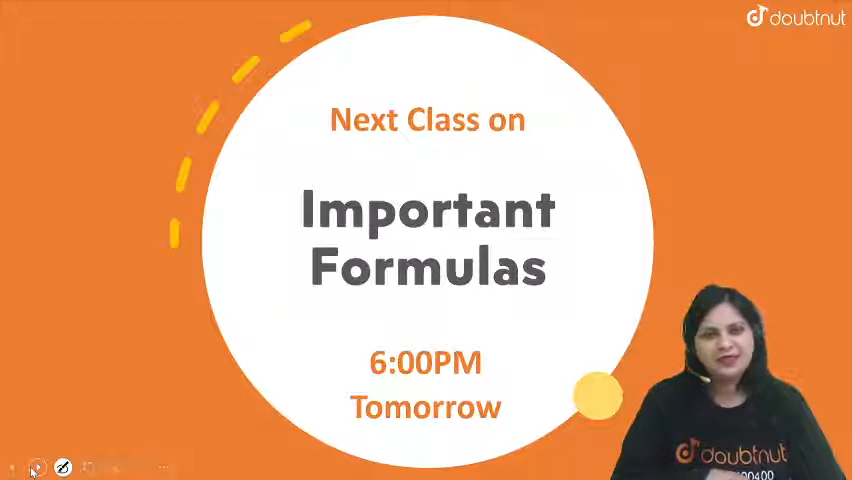 doubtnut
Next Class on
Important
Formulas
6:00PM
Tomorrow
doubtnut